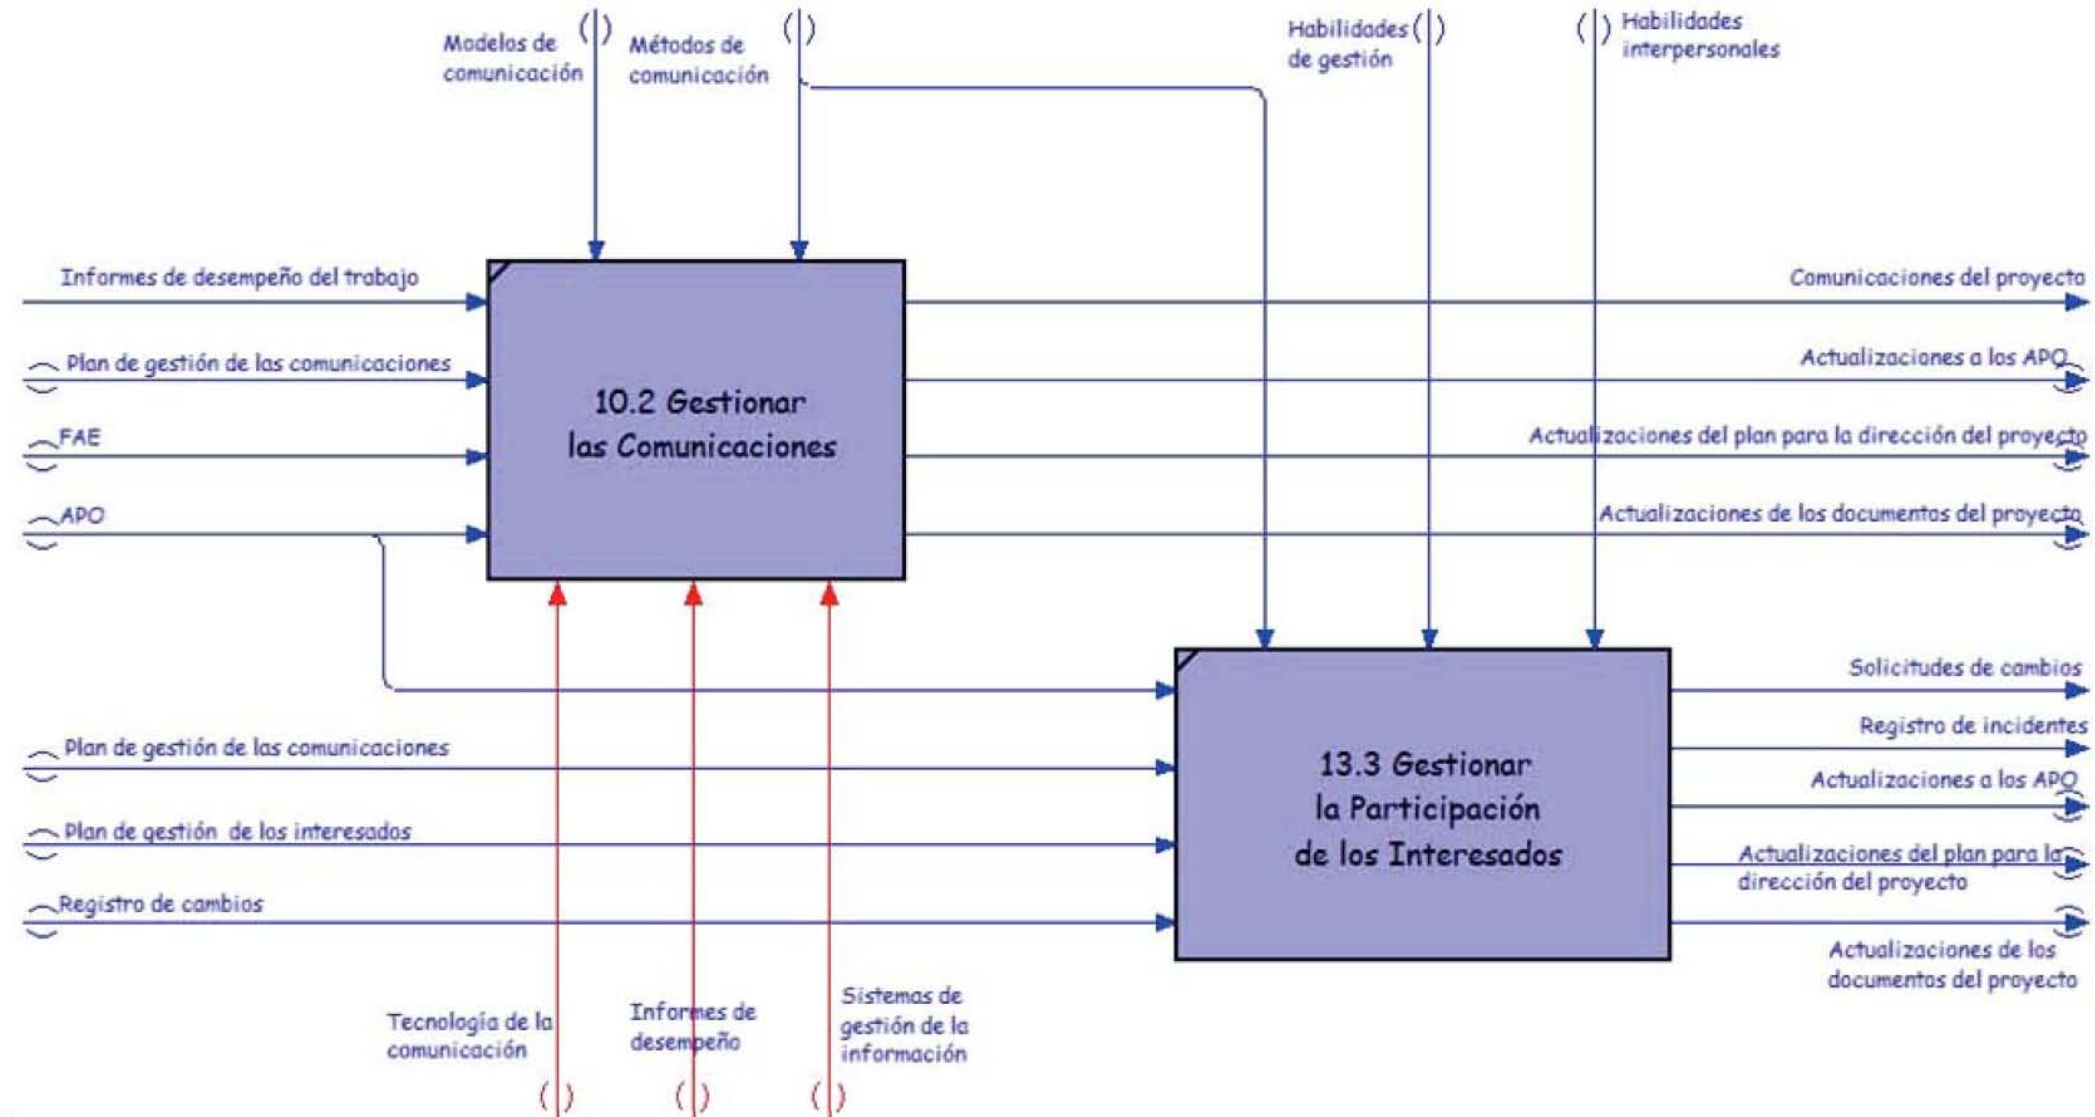 Modelos de
comunicación
Métodos de
comunicación
Habilidades
de gestión
Habilidades
interpersonales
Informes de desempeño del trabajo
Plan de gestión de las comunicaciones
FAE
APO
10.2 Gestionar
las Comunicaciones
Comunicaciones del proyecto
Actualizaciones a los APO
Actualizaciones del plan para la dirección del proyecto
Actualizaciones de los documentos del proyecto
Plan de gestión de las comunicaciones
Plan de gestión de los interesados
Registro de cambios
13.3 Gestionar
la Participación
de los Interesados
Solicitudes de cambios
Registro de incidentes
Actualizaciones a los APO
Actualizaciones del plan para la
dirección del proyecto
Actualizaciones de los
documentos del proyecto
Tecnología de la
comunicación
Informes de
desempeño
Sistemas de
gestión de la
información